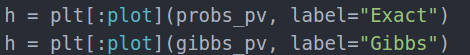 h = plt[:plot](probs_pv, label="Exact")
h = plt[:plot](gibbs_pv, label="Gibbs")